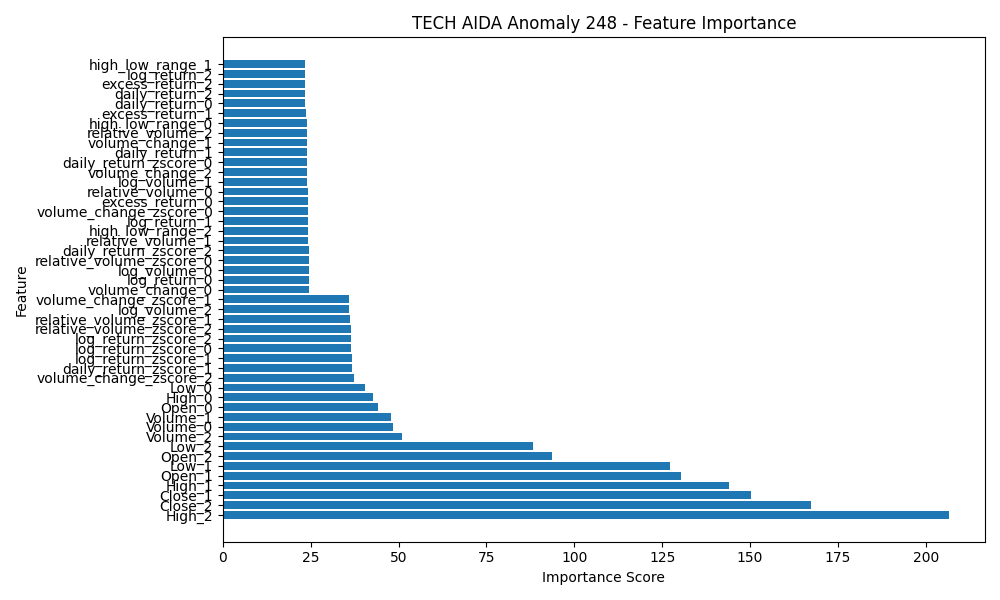 TECH AIDA Anomaly 248 - Feature Importance
high_low_range_1
log_return_2
excess_return_2
daily_return_2
daily_return_0
excess_return_1
high_low_range_0
relative_volume_2
volume_change_1
daily_return_1
daily_return_zscore_0
volume_change_2
log_volume_1
relative_volume_0
excess_return_0
volume_change_zscore_0
log_return_1
high_low_range_2
relative_volume_1
daily_return_zscore_2
relative_volume_zscore_0
log_volume_0
log_return_0
volume_change_0
volume_change_zscore_1
log_volume_2
relative_volume_zscore_1
relative_volume_zscore_2
log_return_zscore_2
log_return_zscore_0
log_return_zscore_1
daily_return_zscore_1
volume_change_zscore_2
Low_0
High_0
Open_0
Volume_1
Volume_0
Volume_2
Low_2
Open_2
Low_1
Open_1
High_1
Close_1
Close_2
High_2
Feature
0 25 50 75 100 125 150 175 200
Importance Score